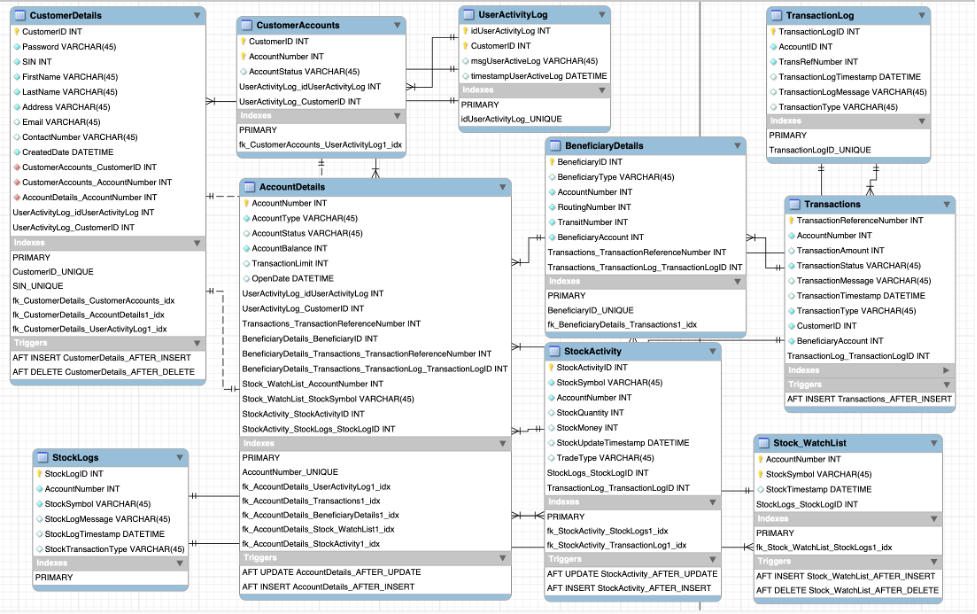 CustomerDetails
CustomerID INT
Password VARCHAR(45)
SIN INT
FirstName VARCHAR(45)
LastName VARCHAR(45)
Address VARCHAR(45)
Email VARCHAR(45)
ContactNumber VARCHAR(45)
CreatedDate DATETIME
CustomerAccounts_CustomerID INT
CustomerAccounts_AccountNumber INT
AccountDetails_AccountNumber INT
UserActivityLog_idUserActivityLog INT
UserActivityLog_CustomerID INT
Indexes
PRIMARY
CustomerID_UNIQUE
SIN_UNIQUE
fk_CustomerDetails_CustomerAccounts_idx
fk_CustomerDetails_AccountDetails1_idx
fk_CustomerDetails_UserActivityLog1_idx
Triggers
AFT INSERT CustomerDetails_AFTER_INSERT
AFT DELETE CustomerDetails_AFTER_DELETE
CustomerAccounts
CustomerID INT
AccountNumber INT
AccountStatus VARCHAR(45)
UserActivityLog_idUserActivityLog INT
UserActivityLog_CustomerID INT
Indexes
PRIMARY
fk_CustomerAccounts_UserActivityLog1_idx
UserActivityLog
idUserActivityLog INT
CustomerID INT
msgUserActiveLog VARCHAR(45)
timestampUserActiveLog DATETIME
Indexes
PRIMARY
idUserActivityLog_UNIQUE
TransactionLog
TransactionLogID INT
AccountID INT
TransRefNumber INT
TransactionLogTimestamp DATETIME
TransactionLogMessage VARCHAR(45)
TransactionType VARCHAR(45)
Indexes
PRIMARY
TransactionLogID_UNIQUE
AccountDetails
AccountNumber INT
AccountType VARCHAR(45)
AccountStatus VARCHAR(45)
AccountBalance INT
TransactionLimit INT
OpenDate DATETIME
UserActivityLog_idUserActivityLog INT
UserActivityLog_CustomerID INT
Transactions_TransactionReferenceNumber INT
BeneficiaryDetails_BeneficiaryID INT
BeneficiaryDetails_Transactions_TransactionReferenceNumber INT
BeneficiaryDetails_Transactions_TransactionLog_TransactionLogID INT
Stock_WatchList_AccountNumber INT
Stock_WatchList_StockSymbol VARCHAR(45)
StockActivity_StockActivityID INT
StockActivity_StockLogs_StockLogID INT
Indexes
PRIMARY
AccountNumber_UNIQUE
fk_AccountDetails_UserActivityLog1_idx
fk_AccountDetails_Transactions1_idx
fk_AccountDetails_BeneficiaryDetails1_idx
fk_AccountDetails_Stock_WatchList1_idx
fk_AccountDetails_StockActivity1_idx
Triggers
AFT UPDATE AccountDetails_AFTER_UPDATE
AFT INSERT AccountDetails_AFTER_INSERT
BeneficiaryDetails
BeneficiaryID INT
BeneficiaryType VARCHAR(45)
AccountNumber INT
RoutingNumber INT
TransitNumber INT
BeneficiaryAccount INT
Transactions_TransactionReferenceNumber INT
Transactions_TransactionLog_TransactionLogID INT
Indexes
PRIMARY
BeneficiaryID_UNIQUE
fk_BeneficiaryDetails_Transactions1_idx
Transactions
TransactionReferenceNumber INT
AccountNumber INT
TransactionAmount INT
TransactionStatus VARCHAR(45)
TransactionMessage VARCHAR(45)
TransactionTimestamp DATETIME
TransactionType VARCHAR(45)
CustomerID INT
BeneficiaryAccount INT
TransactionLog_TransactionLogID INT
Indexes
Triggers
AFT INSERT Transactions_AFTER_INSERT
StockActivity
StockActivityID INT
StockSymbol VARCHAR(45)
AccountNumber INT
StockQuantity INT
StockMoney INT
StockUpdateTimestamp DATETIME
TradeType VARCHAR(45)
StockLogs_StockLogID INT
TransactionLog_TransactionLogID INT
Indexes
PRIMARY
fk_StockActivity_StockLogs1_idx
fk_StockActivity_TransactionLog1_idx
Triggers
AFT UPDATE StockActivity_AFTER_UPDATE
AFT INSERT StockActivity_AFTER_INSERT
StockLogs
StockLogID INT
AccountNumber INT
StockSymbol VARCHAR(45)
StockLogMessage VARCHAR(45)
StockLogTimestamp DATETIME
StockTransactionType VARCHAR(45)
Indexes
PRIMARY
Stock_WatchList
AccountNumber INT
StockSymbol VARCHAR(45)
StockTimestamp DATETIME
StockLogs_StockLogID INT
Indexes
PRIMARY
fk_Stock_WatchList_StockLogs1_idx
Triggers
AFT INSERT Stock_WatchList_AFTER_INSERT
AFT DELETE Stock_WatchList_AFTER_DELETE